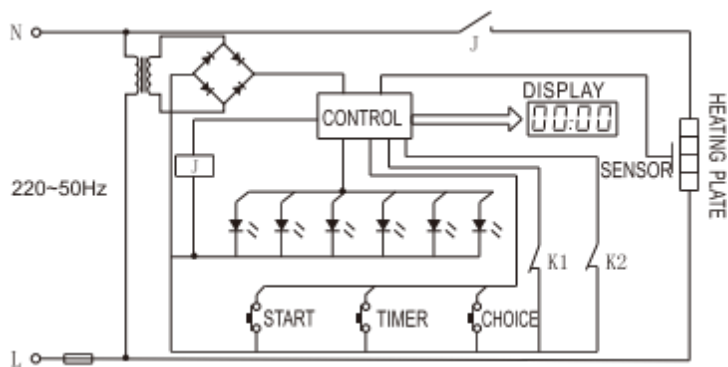 N
J
DISPLAY
00:00
CONTROL
HEATING PLATE
J
SENSOR
220~50Hz
K1
K2
START
TIMER
CHOICE
L